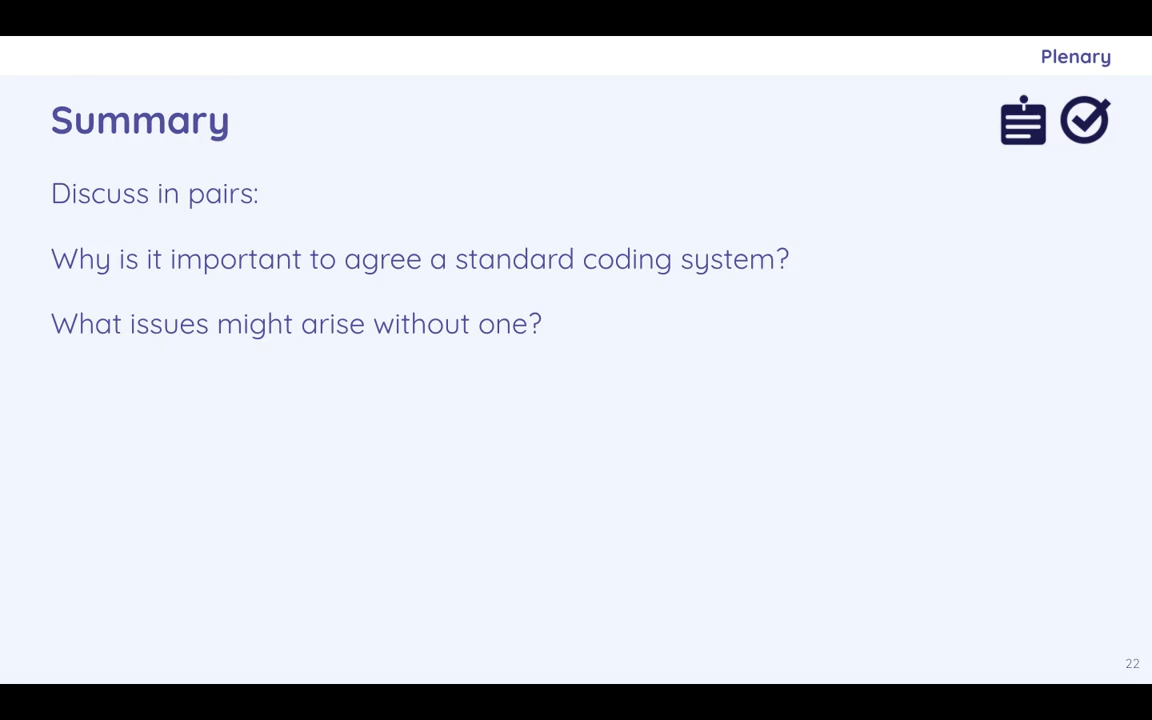 Plenary
Summary
Discuss in pairs:
Why is it important to agree a standard coding system?
What issues might arise without one?
22